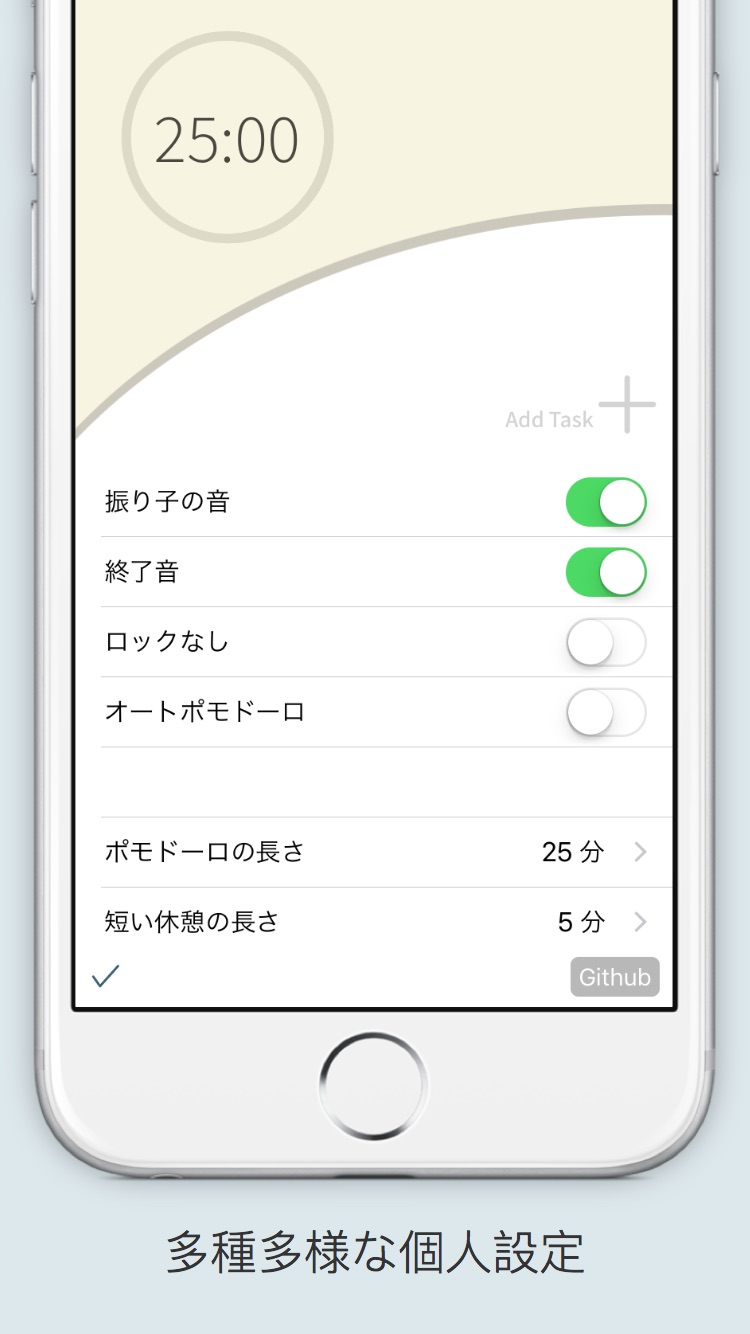 25:00
Add Task
振り子の音
終了音
ロックなし
オートポモドーロ
ポモドーロの長さ 25 分
短い休憩の長さ 5 分
Github
多種多様な個人設定